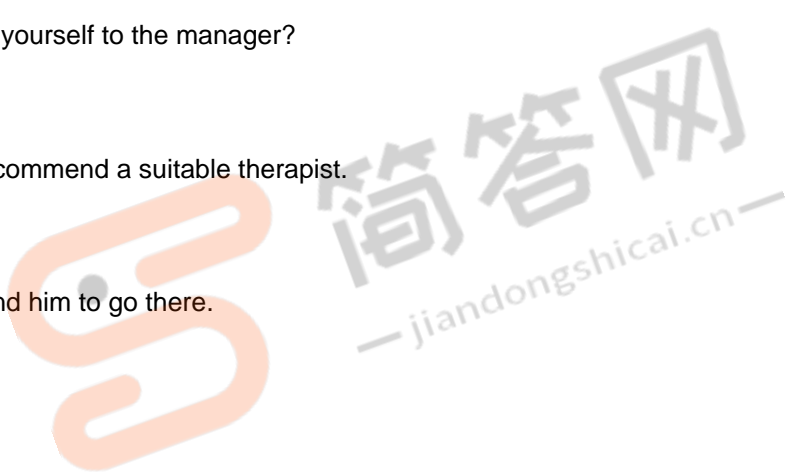 yourself to the manager?
commend a suitable therapist.
nd him to go there.
简答网
jiandongshicai.cn